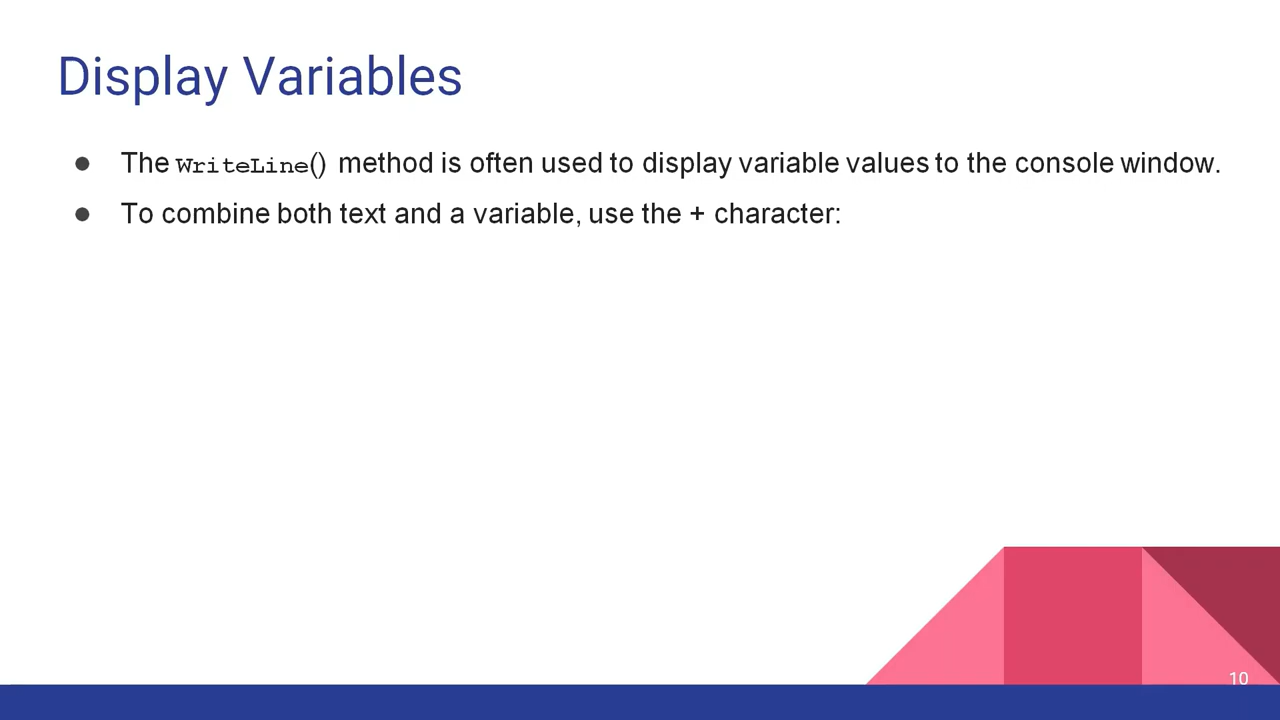 Display Variables
● The WriteLine() method is often used to display variable values to the console window.
● To combine both text and a variable, use the + character:
10